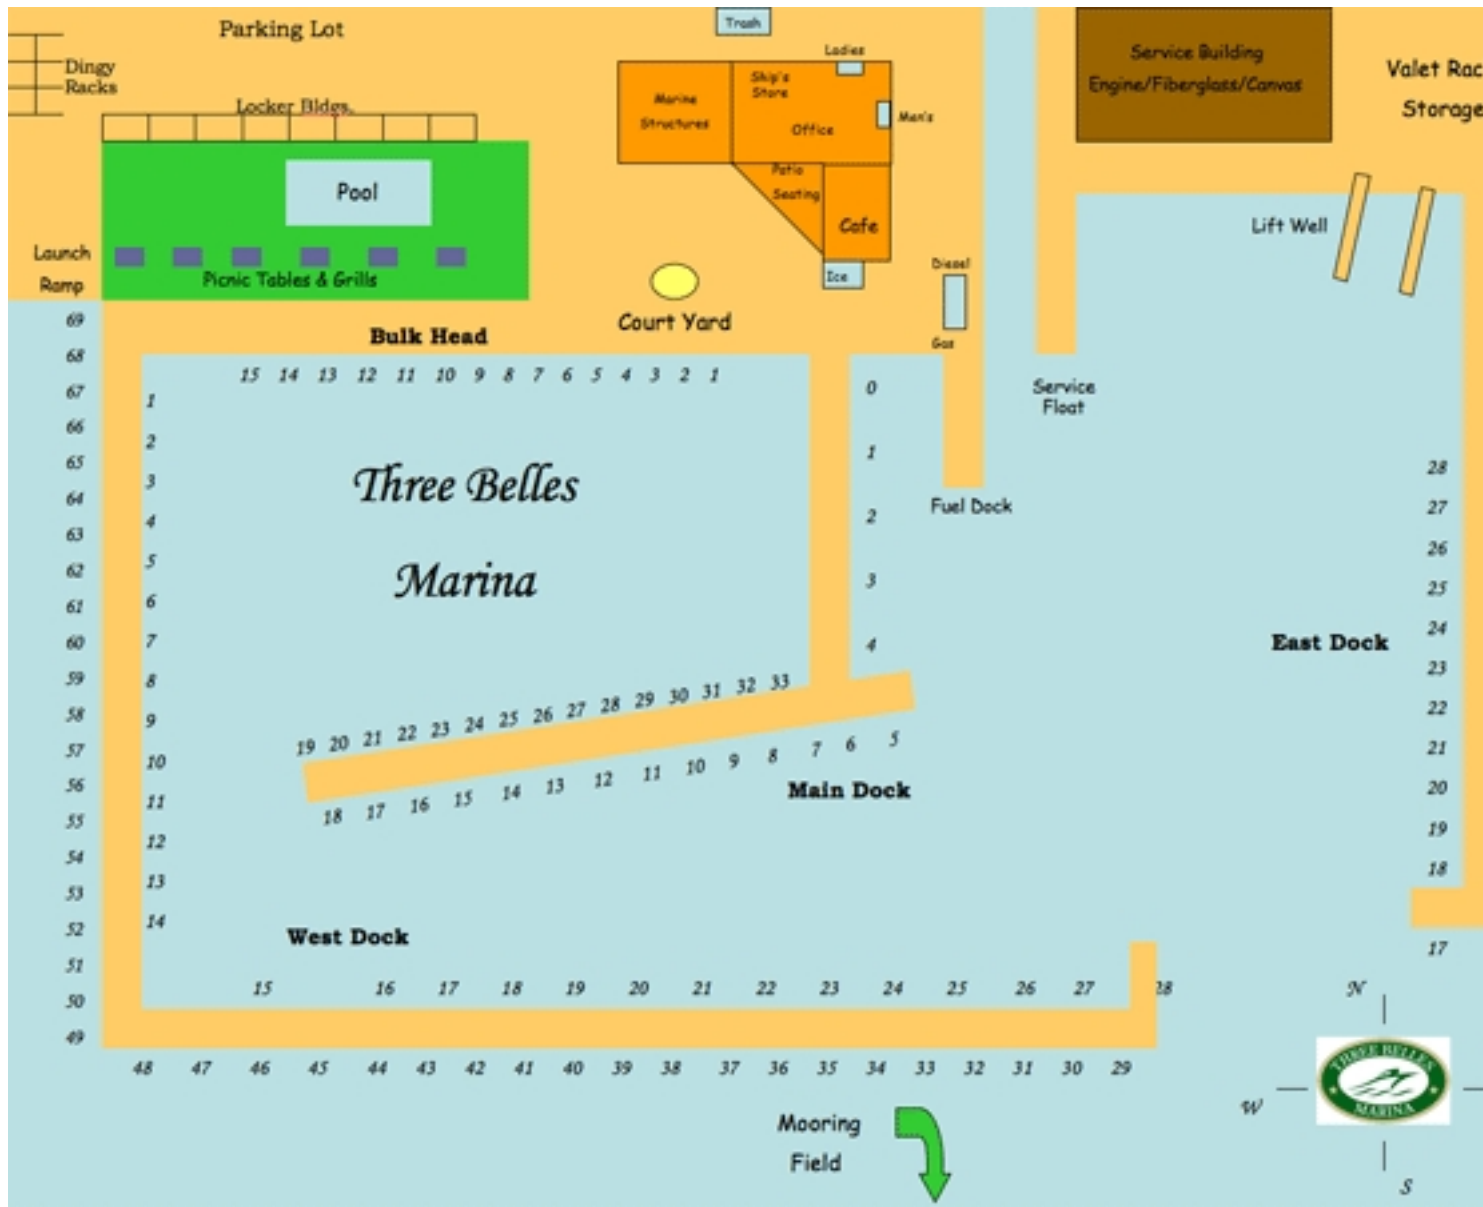 Parking Lot
Trash
Dingy
Racks
Locker Bldgs.
Pool
Launch
Ramp
Picnic Tables & Grills
Marine
Structures
Ship's
Store
Ladies
Men's
Office
Patio
Seating
Cafe
Ice
Court Yard
Diesel
Gas
Service Building
Engine/Fiberglass/Canvas
Valet Rac
Storage
Lift Well
Service
Float
Fuel Dock
Bulk Head
15 14 13 12 11 10 9 8 7 6 5 4 3 2 1
69
68
67
66
65
64
63
62
61
60
59
58
57
56
55
54
53
52
51
50
49
1
2
3
4
5
6
7
8
9
10
11
12
13
14
Three Belles
Marina
0
1
2
3
4
19 20 21 22 23 24 25 26 27 28 29 30 31 32 33
18 17 16 15 14 13 12 11 10 9 8 7 6 5
Main Dock
East Dock
28
27
26
25
24
23
22
21
20
19
18
17
West Dock
15 16 17 18 19 20 21 22 23 24 25 26 27 28
48 47 46 45 44 43 42 41 40 39 38 37 36 35 34 33 32 31 30 29
Mooring
Field
N
W
THREE BELLES
MARINA
S